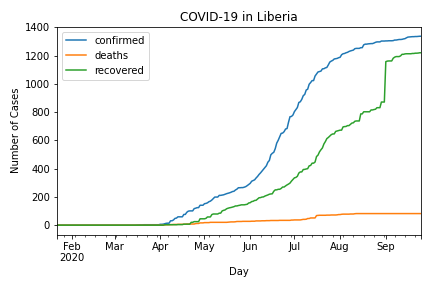 COVID-19 in Liberia
1400
1200
1000
800
600
400
200
0
Number of Cases
confirmed
deaths
recovered
Feb Mar Apr May Jun Jul Aug Sep
2020
Day